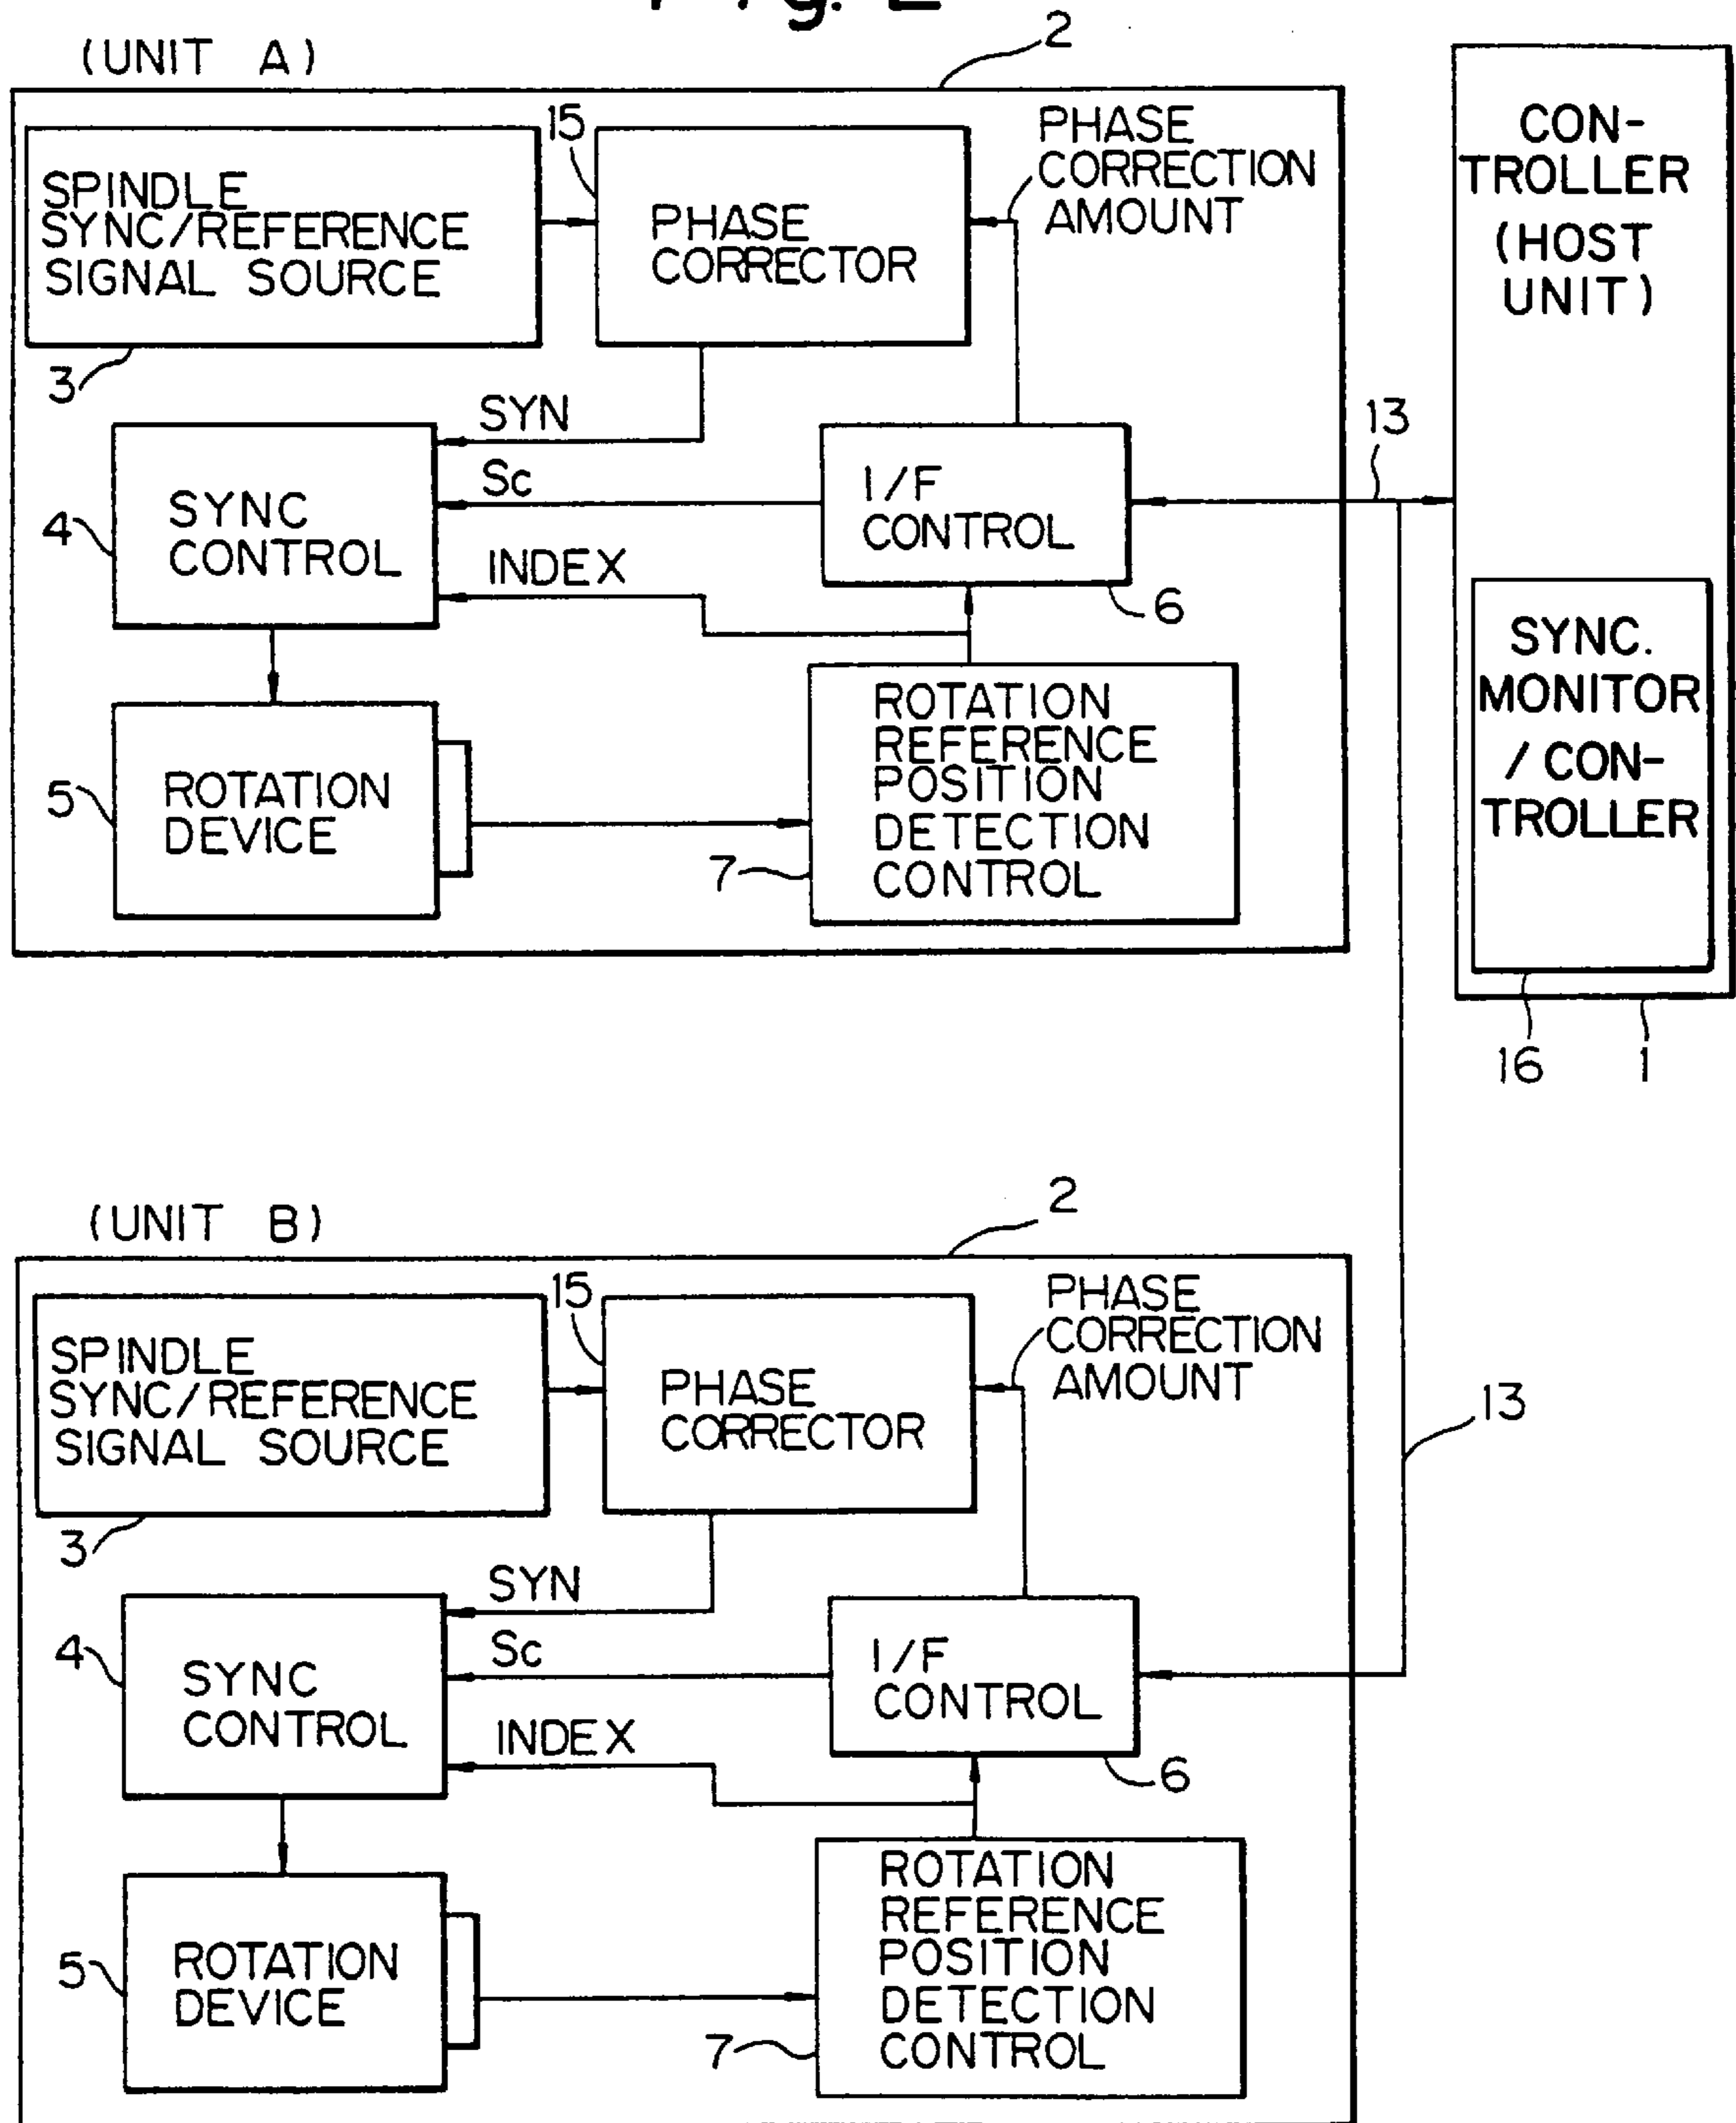 Fig. 2
(UNIT A)
2
15
PHASE
CORRECTION
AMOUNT
SPINDLE
SYNC/REFERENCE
SIGNAL SOURCE
PHASE
CORRECTOR
3
SYN
Sc
INDEX
4
SYNC
CONTROL
I/F
CONTROL
6
13
5
ROTATION
DEVICE
7
ROTATION
REFERENCE
POSITION
DETECTION
CONTROL
CON-
TROLLER
(HOST
UNIT)
SYNC.
MONITOR
/CON-
TROLLER
16
1
(UNIT B)
2
15
PHASE
CORRECTION
AMOUNT
SPINDLE
SYNC/REFERENCE
SIGNAL SOURCE
PHASE
CORRECTOR
3
13
SYN
Sc
INDEX
4
SYNC
CONTROL
I/F
CONTROL
6
5
ROTATION
DEVICE
7
ROTATION
REFERENCE
POSITION
DETECTION
CONTROL